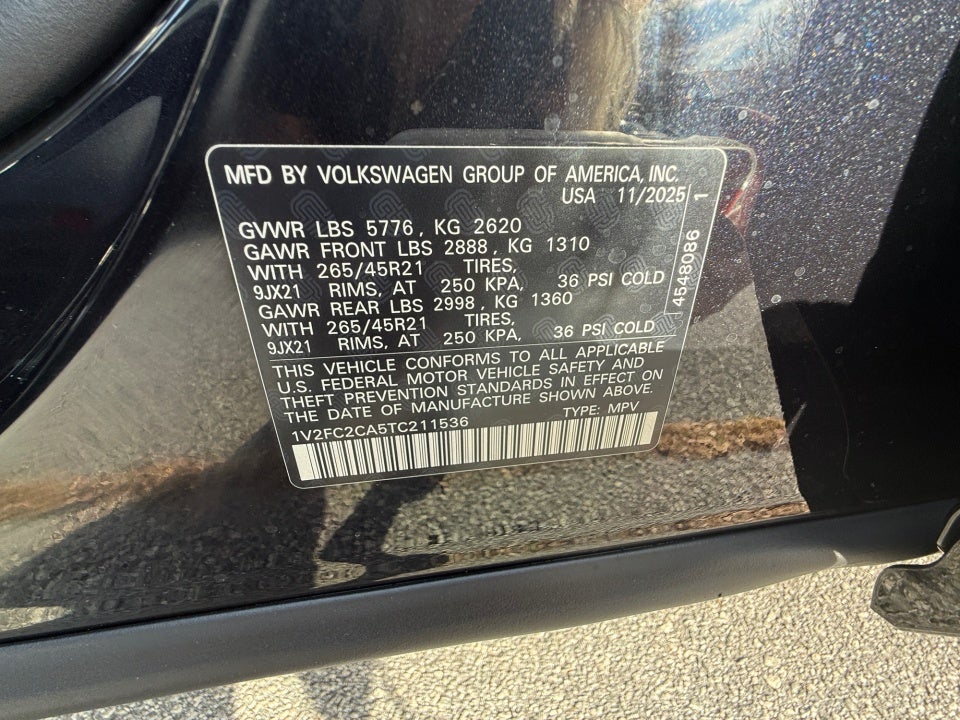 MFD BY VOLKSWAGEN GROUP OF AMERICA, INC.
USA 11/2025
GVWR LBS 5776, KG 2620
GAWR FRONT LBS 2888, KG 1310
WITH 265/45R21 TIRES,
9JX21 RIMS, AT 250 KPA, 36 PSI COLD
GAWR REAR LBS 2998, KG 1360
WITH 265/45R21 TIRES,
9JX21 RIMS, AT 250 KPA, 36 PSI COLD
THIS VEHICLE CONFORMS TO ALL APPLICABLE
U.S. FEDERAL MOTOR VEHICLE SAFETY AND
THEFT PREVENTION STANDARDS IN EFFECT ON
THE DATE OF MANUFACTURE SHOWN ABOVE.
1V2FC2CA5TC211536 TYPE: MPV
4548086 1